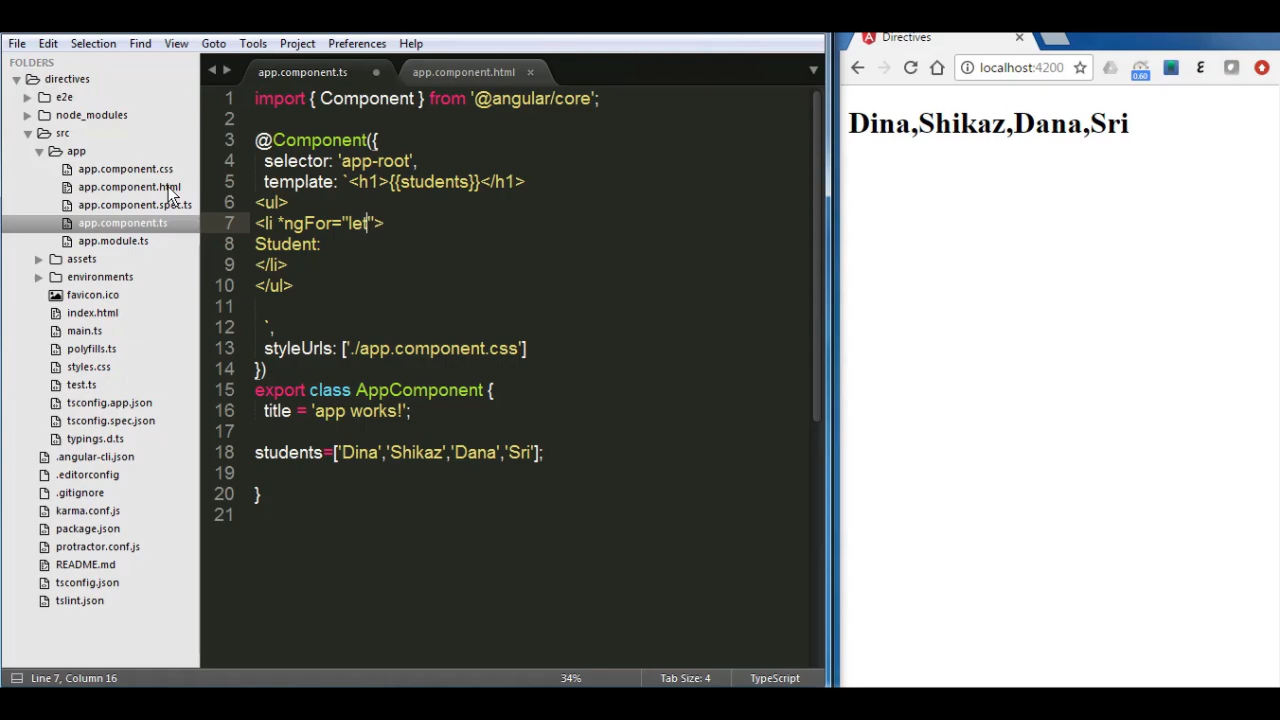 File Edit Selection Find View Goto Tools Project Preferences Help
FOLDERS
directives
e2e
node_modules
src
app
app.component.css
app.component.html
app.component.spec.ts
app.component.ts
app.module.ts
assets
environments
favicon.ico
index.html
main.ts
polyfills.ts
styles.css
test.ts
tsconfig.app.json
tsconfig.spec.json
typings.d.ts
.angular-cli.json
.editorconfig
.gitignore
karma.conf.js
package.json
protractor.conf.js
README.md
tsconfig.json
tslint.json
app.component.ts app.component.html
1 import { Component } from '@angular/core';
2
3 @Component({
4 selector: 'app-root',
5 template: `<h1>{{students}}</h1>
6 <ul>
7 <li *ngFor="let">
8 Student:
9 </li>
10 </ul>
11
12 `,
13 styleUrls: ['./app.component.css']
14 })
15 export class AppComponent {
16 title = 'app works!';
17
18 students=['Dina','Shikaz','Dana','Sri'];
19
20 }
21
Line 7, Column 16 34% Tab Size: 4 TypeScript
Directives
localhost:4200 0.60
Dina,Shikaz,Dana,Sri